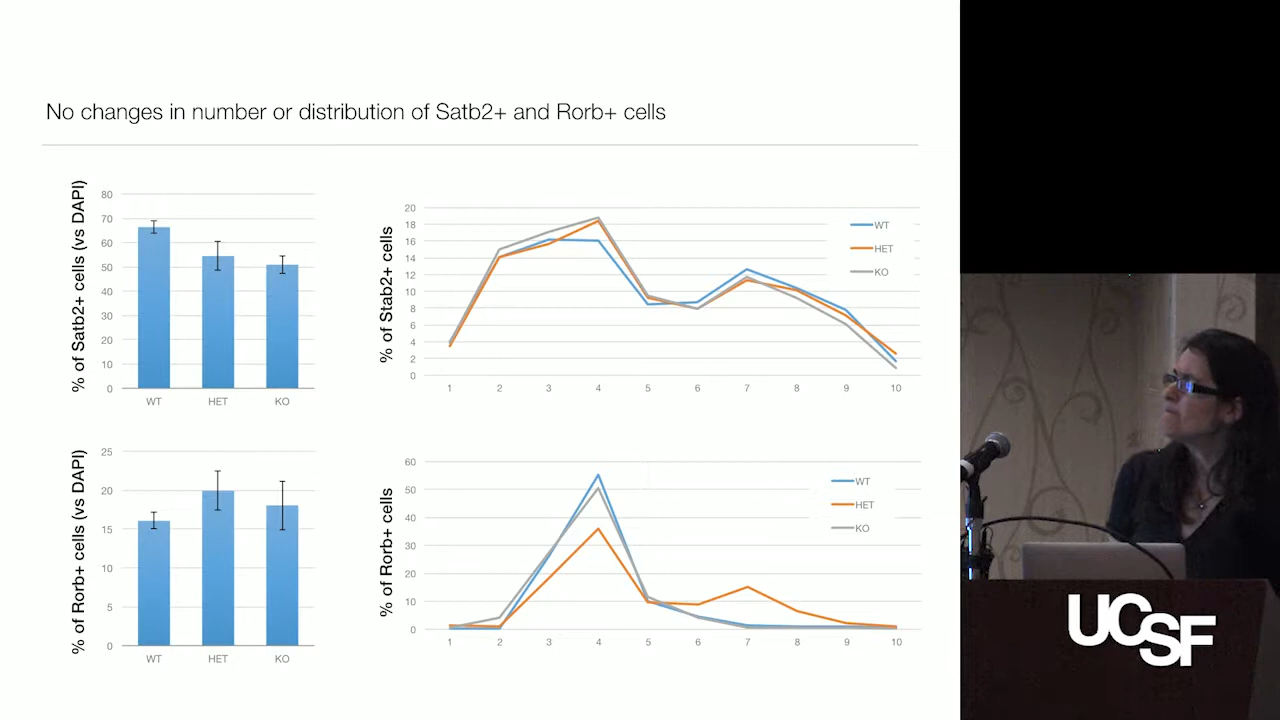 No changes in number or distribution of Satb2+ and Rorb+ cells
% of Satb2+ cells (vs DAPI)
80
70
60
50
40
30
20
10
0
WT HET KO
% of Stab2+ cells
20
18
16
14
12
10
8
6
4
2
0
1 2 3 4 5 6 7 8 9 10
WT
HET
KO
% of Rorb+ cells (vs DAPI)
25
20
15
10
5
0
WT HET KO
% of Rorb+ cells
60
50
40
30
20
10
0
1 2 3 4 5 6 7 8 9 10
WT
HET
KO
UCSF